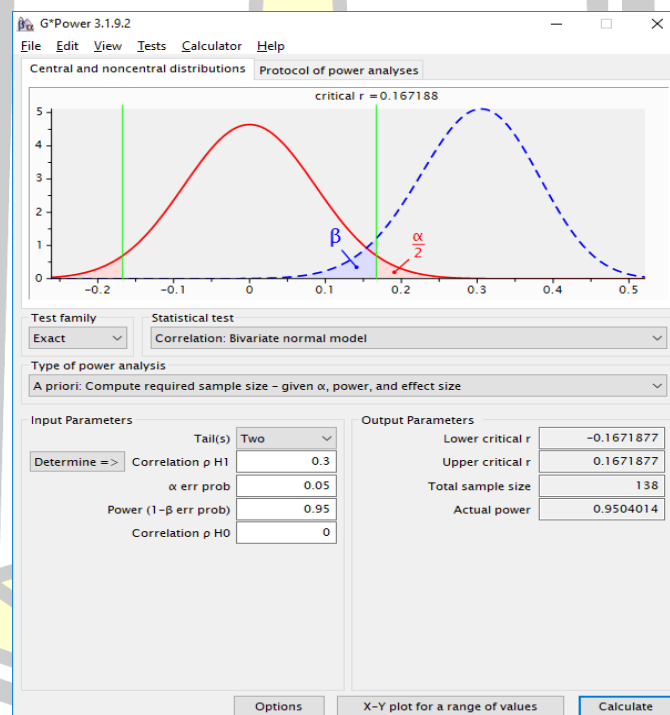 βα G*Power 3.1.9.2
File Edit View Tests Calculator Help
Central and noncentral distributions Protocol of power analyses
critical r = 0.167188
5
4
3
2
1
0
β
α
2
-0.2 -0.1 0 0.1 0.2 0.3 0.4 0.5
Test family Statistical test
Exact Correlation: Bivariate normal model
Type of power analysis
A priori: Compute required sample size – given α, power, and effect size
Input Parameters Output Parameters
Tail(s) Two Lower critical r -0.1671877
Determine => Correlation ρ H1 0.3 Upper critical r 0.1671877
α err prob 0.05 Total sample size 138
Power (1-β err prob) 0.95 Actual power 0.9504014
Correlation ρ H0 0
Options X-Y plot for a range of values Calculate